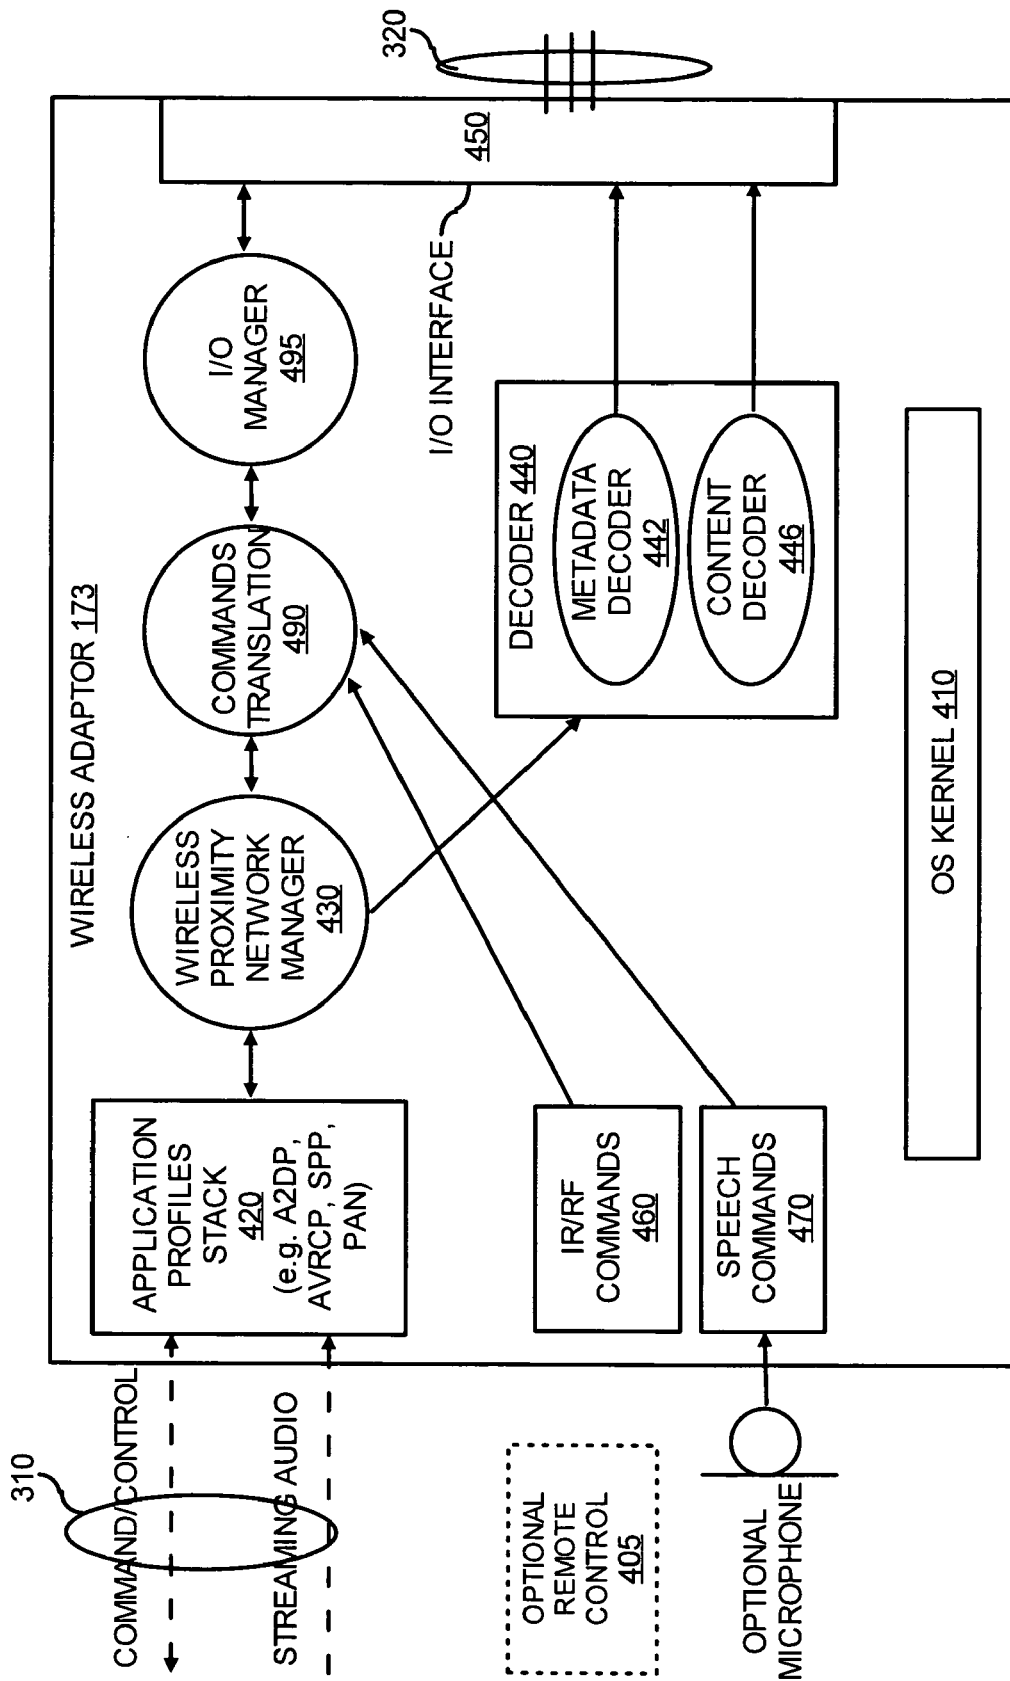 WIRELESS ADAPTOR 173
310
COMMAND/CONTROL
STREAMING AUDIO
APPLICATION
PROFILES
STACK
420
(e.g. A2DP,
AVRCP, SPP,
PAN)
WIRELESS
PROXIMITY
NETWORK
MANAGER
430
COMMANDS
TRANSLATION
490
I/O
MANAGER
495
I/O INTERFACE
450
320
DECODER 440
METADATA
DECODER
442
CONTENT
DECODER
446
OPTIONAL
REMOTE
CONTROL
405
IR/RF
COMMANDS
460
SPEECH
COMMANDS
470
OPTIONAL
MICROPHONE
OS KERNEL 410